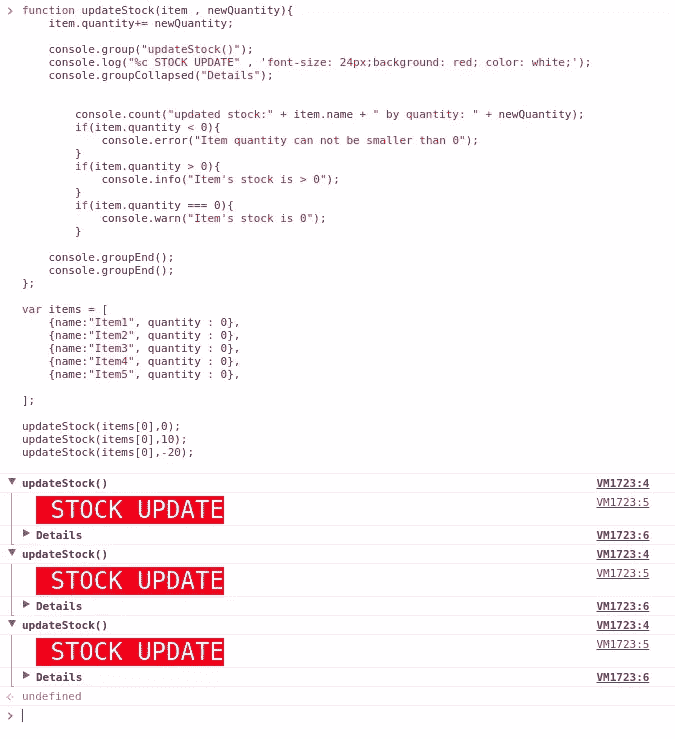 > function updateStock(item , newQuantity){
    item.quantity+= newQuantity;
    console.group("updateStock()");
    console.log("%c STOCK UPDATE" , 'font-size: 24px;background: red; color: white;');
    console.groupCollapsed("Details");
        console.count("updated stock:" + item.name + " by quantity: " + newQuantity);
        if(item.quantity < 0){
            console.error("Item quantity can not be smaller than 0");
        }
        if(item.quantity > 0){
            console.info("Item's stock is > 0");
        }
        if(item.quantity === 0){
            console.warn("Item's stock is 0");
        }
    console.groupEnd();
    console.groupEnd();
};
var items = [
    {name:"Item1", quantity : 0},
    {name:"Item2", quantity : 0},
    {name:"Item3", quantity : 0},
    {name:"Item4", quantity : 0},
    {name:"Item5", quantity : 0},
];
updateStock(items[0],0);
updateStock(items[0],10);
updateStock(items[0],-20);
updateStock() VM1723:4
STOCK UPDATE VM1723:5
Details VM1723:6
updateStock() VM1723:4
STOCK UPDATE VM1723:5
Details VM1723:6
updateStock() VM1723:4
STOCK UPDATE VM1723:5
Details VM1723:6
undefined
>